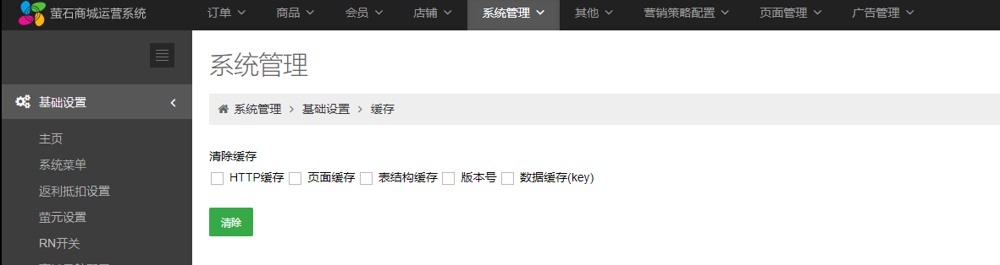 萤石商城运营系统 订单 商品 会员 店铺 系统管理 其他 营销策略配置 页面管理 广告管理
系统管理
基础设置
系统管理 > 基础设置 > 缓存
主页
系统菜单
返利抵扣设置
萤元设置
RN开关
清除缓存
HTTP缓存 页面缓存 表结构缓存 版本号 数据缓存(key)
清除